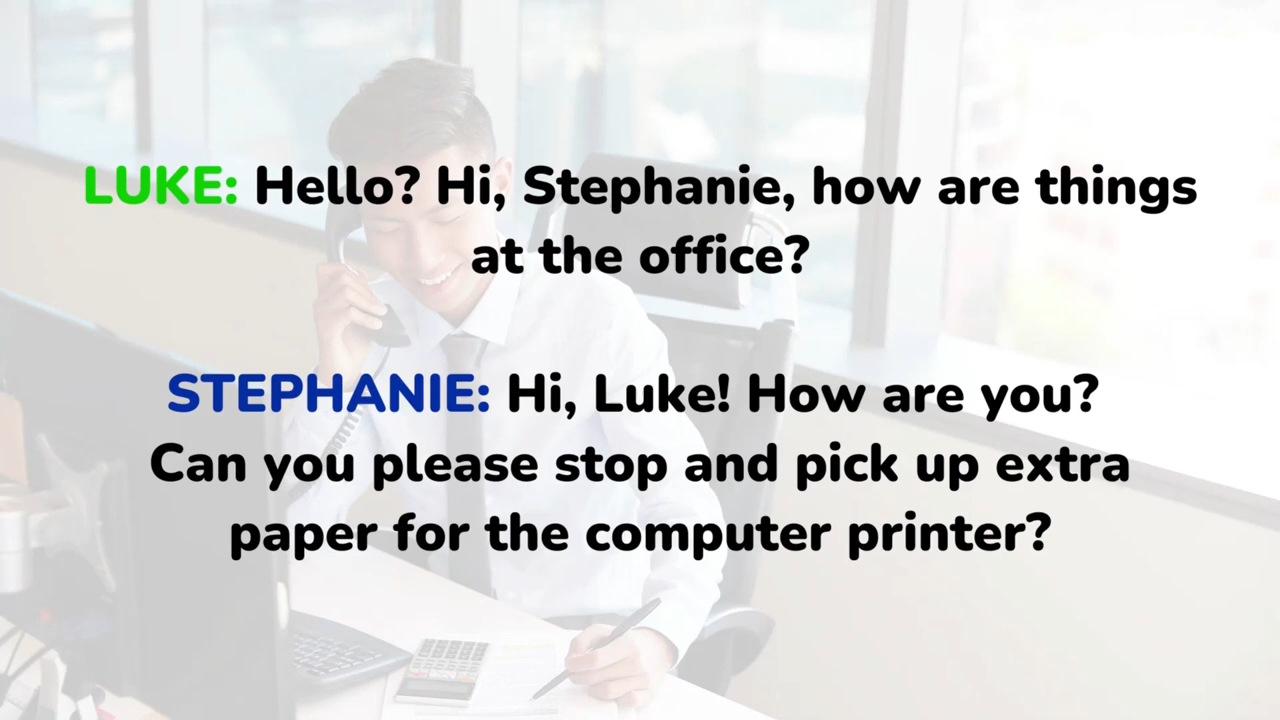 LUKE: Hello? Hi, Stephanie, how are things
at the office?
STEPHANIE: Hi, Luke! How are you?
Can you please stop and pick up extra
paper for the computer printer?